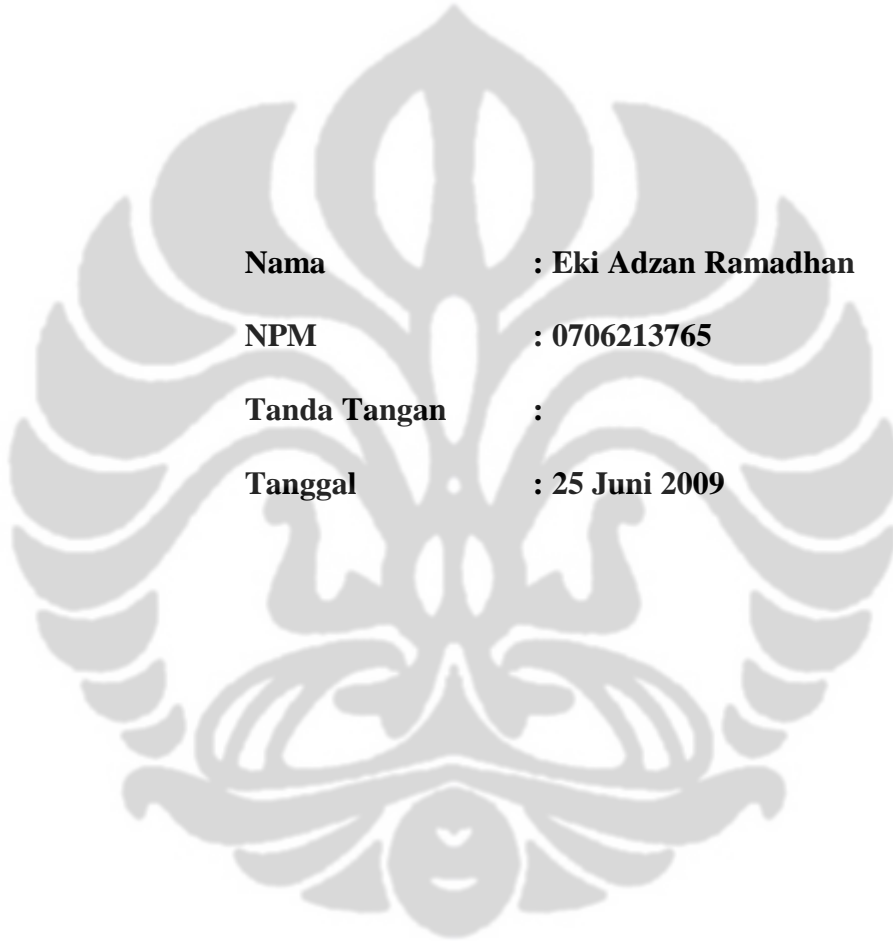 Nama : Eki Adzan Ramadhan
NPM : 0706213765
Tanda Tangan :
Tanggal : 25 Juni 2009